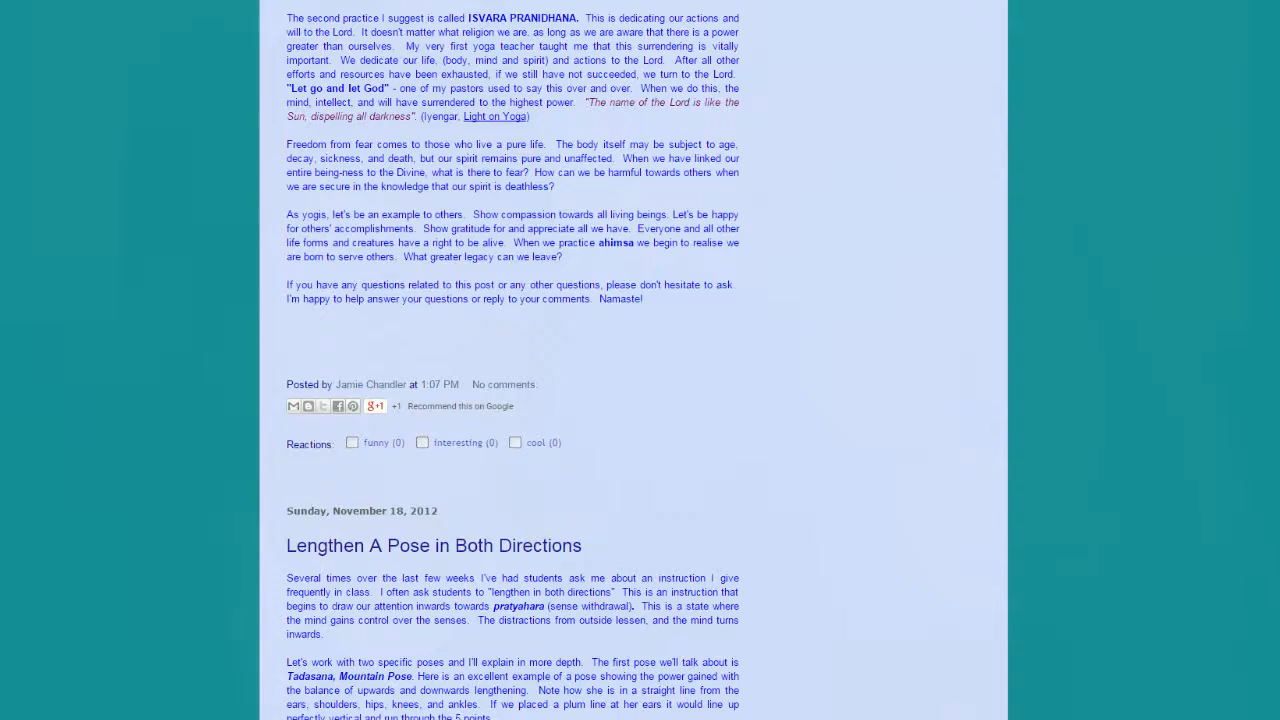 The second practice I suggest is called ISVARA PRANIDHANA. This is dedicating our actions and
will to the Lord. It doesn't matter what religion we are, as long as we are aware that there is a power
greater than ourselves. My very first yoga teacher taught me that this surrendering is vitally
important. We dedicate our life, (body, mind and spirit) and actions to the Lord. After all other
efforts and resources have been exhausted, if we still have not succeeded, we turn to the Lord.
"Let go and let God" - one of my pastors used to say this over and over. When we do this, the
mind, intellect, and will have surrendered to the highest power. "The name of the Lord is like the
Sun, dispelling all darkness". (Iyengar, Light on Yoga)
Freedom from fear comes to those who live a pure life. The body itself may be subject to age,
decay, sickness, and death, but our spirit remains pure and unaffected. When we have linked our
entire being-ness to the Divine, what is there to fear? How can we be harmful towards others when
we are secure in the knowledge that our spirit is deathless?
As yogis, let's be an example to others. Show compassion towards all living beings. Let's be happy
for others' accomplishments. Show gratitude for and appreciate all we have. Everyone and all other
life forms and creatures have a right to be alive. When we practice ahimsa we begin to realise we
are born to serve others. What greater legacy can we leave?
If you have any questions related to this post or any other questions, please don't hesitate to ask.
I'm happy to help answer your questions or reply to your comments. Namaste!
Posted by Jamie Chandler at 1:07 PM No comments:
g+1 +1 Recommend this on Google
Reactions: funny (0) interesting (0) cool (0)
Sunday, November 18, 2012
Lengthen A Pose in Both Directions
Several times over the last few weeks I've had students ask me about an instruction I give
frequently in class. I often ask students to "lengthen in both directions" This is an instruction that
begins to draw our attention inwards towards pratyahara (sense withdrawal). This is a state where
the mind gains control over the senses. The distractions from outside lessen, and the mind turns
inwards.
Let's work with two specific poses and I'll explain in more depth. The first pose we'll talk about is
Tadasana, Mountain Pose. Here is an excellent example of a pose showing the power gained with
the balance of upwards and downwards lengthening. Note how she is in a straight line from the
ears, shoulders, hips, knees, and ankles. If we placed a plum line at her ears it would line up
perfectly vertical and run through the 5 points.